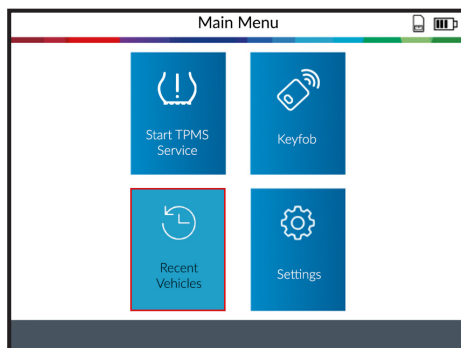 Main Menu
Start TPMS
Service
Keyfob
Recent
Vehicles
Settings